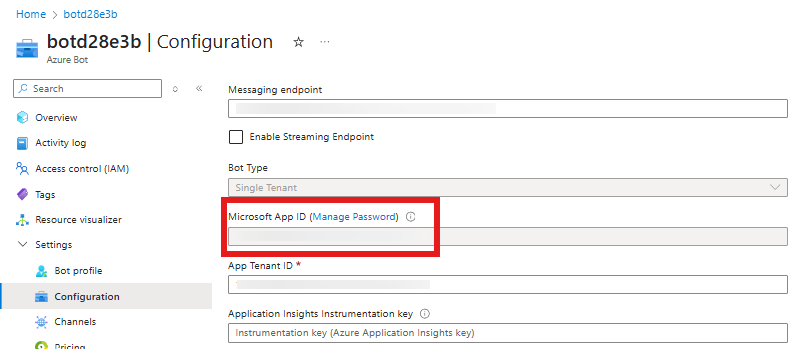 Home > botd28e3b
botd28e3b | Configuration
Azure Bot
Search
Overview
Activity log
Access control (IAM)
Tags
Resource visualizer
Settings
Bot profile
Configuration
Channels
Pricing
Messaging endpoint
Enable Streaming Endpoint
Bot Type
Single Tenant
Microsoft App ID (Manage Password)
App Tenant ID *
Application Insights Instrumentation key
Instrumentation key (Azure Application Insights key)